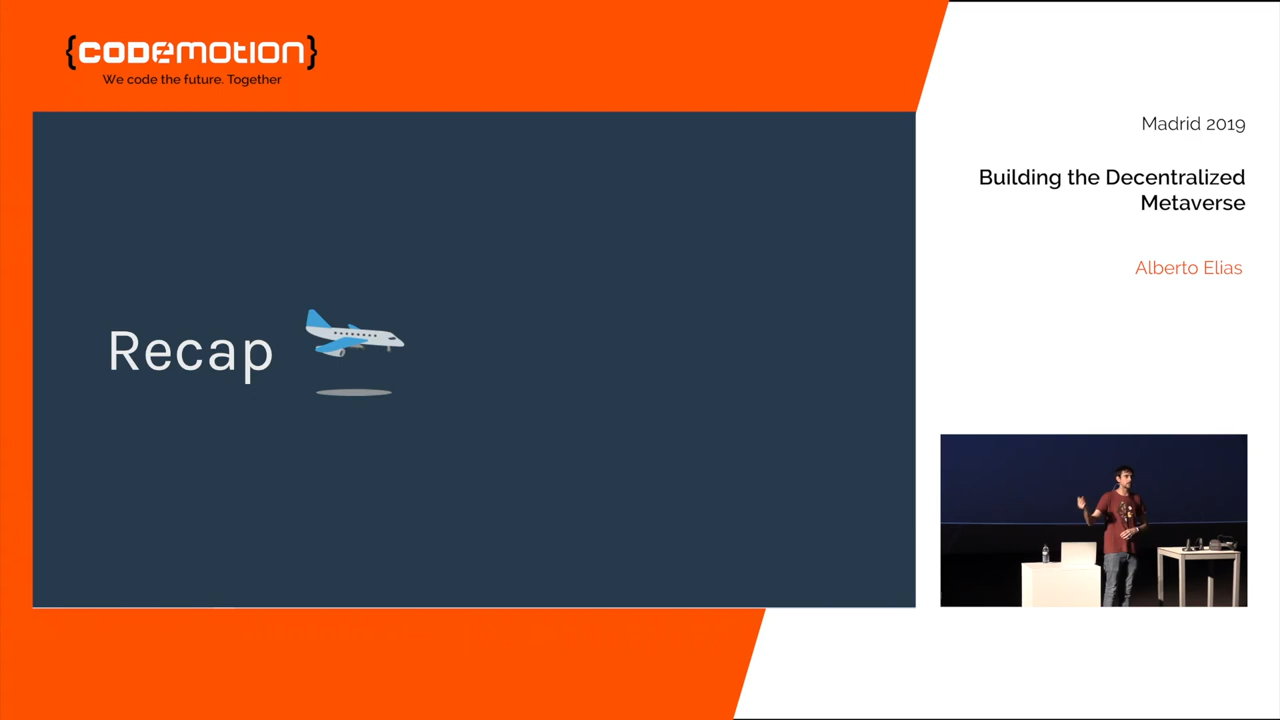 {CODEMOTION}
We code the future. Together
Madrid 2019
Building the Decentralized
Metaverse
Alberto Elias
Recap